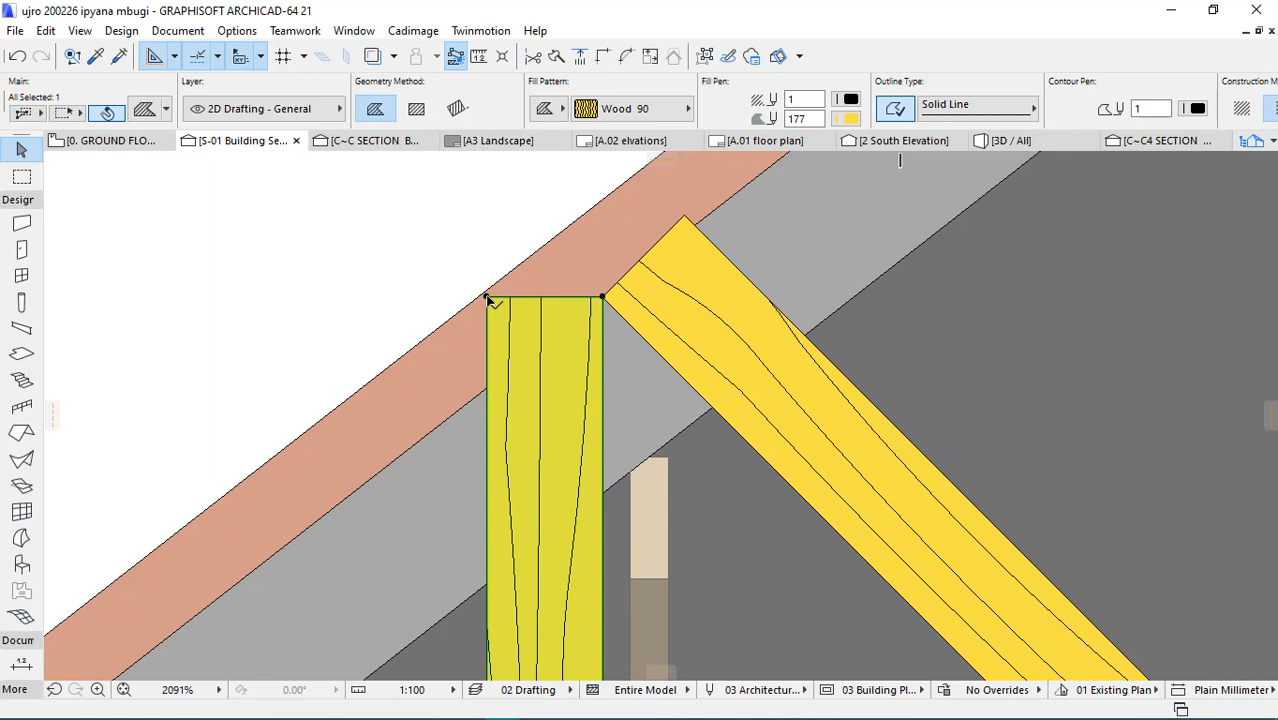 ujro 200226 ipyana mbugi - GRAPHISOFT ARCHICAD-64 21
File Edit View Design Document Options Teamwork Window Cadimage Twinmotion Help
Main: Layer: Geometry Method: Fill Pattern: Fill Pen: Outline Type: Contour Pen: Construction M
All Selected: 1 2D Drafting - General Wood 90 1 Solid Line 1
177
[0. GROUND FLO... [S-01 Building Se... [C~C SECTION B... [A3 Landscape] [A.02 elvations] [A.01 floor plan] [2 South Elevation] [3D / All] [C~C4 SECTION ...
Design
Docum
1.2
More 2091% 0.00° 1:100 02 Drafting Entire Model 03 Architectur... 03 Building Pl... No Overrides 01 Existing Plan Plain Millimeter